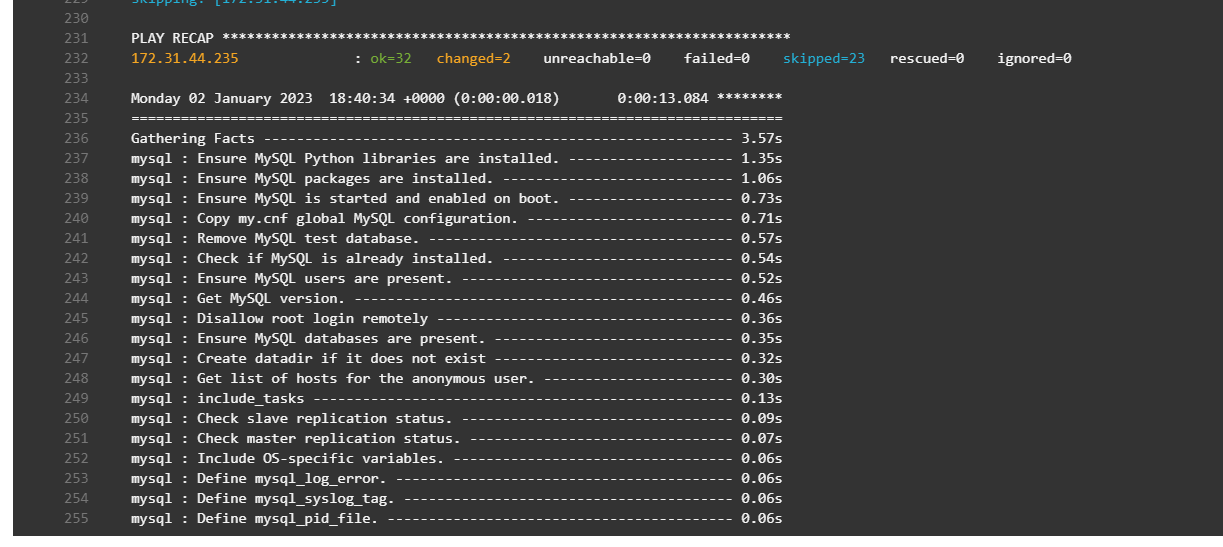 229 skipping: [172.31.44.235]
230
231 PLAY RECAP *********************************************************************
232 172.31.44.235              : ok=32   changed=2    unreachable=0    failed=0    skipped=23   rescued=0    ignored=0
233
234 Monday 02 January 2023  18:40:34 +0000 (0:00:00.018)       0:00:13.084 ********
235 ===============================================================================
236 Gathering Facts --------------------------------------------------------- 3.57s
237 mysql : Ensure MySQL Python libraries are installed. -------------------- 1.35s
238 mysql : Ensure MySQL packages are installed. ---------------------------- 1.06s
239 mysql : Ensure MySQL is started and enabled on boot. -------------------- 0.73s
240 mysql : Copy my.cnf global MySQL configuration. ------------------------- 0.71s
241 mysql : Remove MySQL test database. ------------------------------------- 0.57s
242 mysql : Check if MySQL is already installed. ---------------------------- 0.54s
243 mysql : Ensure MySQL users are present. --------------------------------- 0.52s
244 mysql : Get MySQL version. ---------------------------------------------- 0.46s
245 mysql : Disallow root login remotely ------------------------------------ 0.36s
246 mysql : Ensure MySQL databases are present. ----------------------------- 0.35s
247 mysql : Create datadir if it does not exist ----------------------------- 0.32s
248 mysql : Get list of hosts for the anonymous user. ----------------------- 0.30s
249 mysql : include_tasks --------------------------------------------------- 0.13s
250 mysql : Check slave replication status. --------------------------------- 0.09s
251 mysql : Check master replication status. -------------------------------- 0.07s
252 mysql : Include OS-specific variables. ---------------------------------- 0.06s
253 mysql : Define mysql_log_error. ----------------------------------------- 0.06s
254 mysql : Define mysql_syslog_tag. ---------------------------------------- 0.06s
255 mysql : Define mysql_pid_file. ------------------------------------------ 0.06s